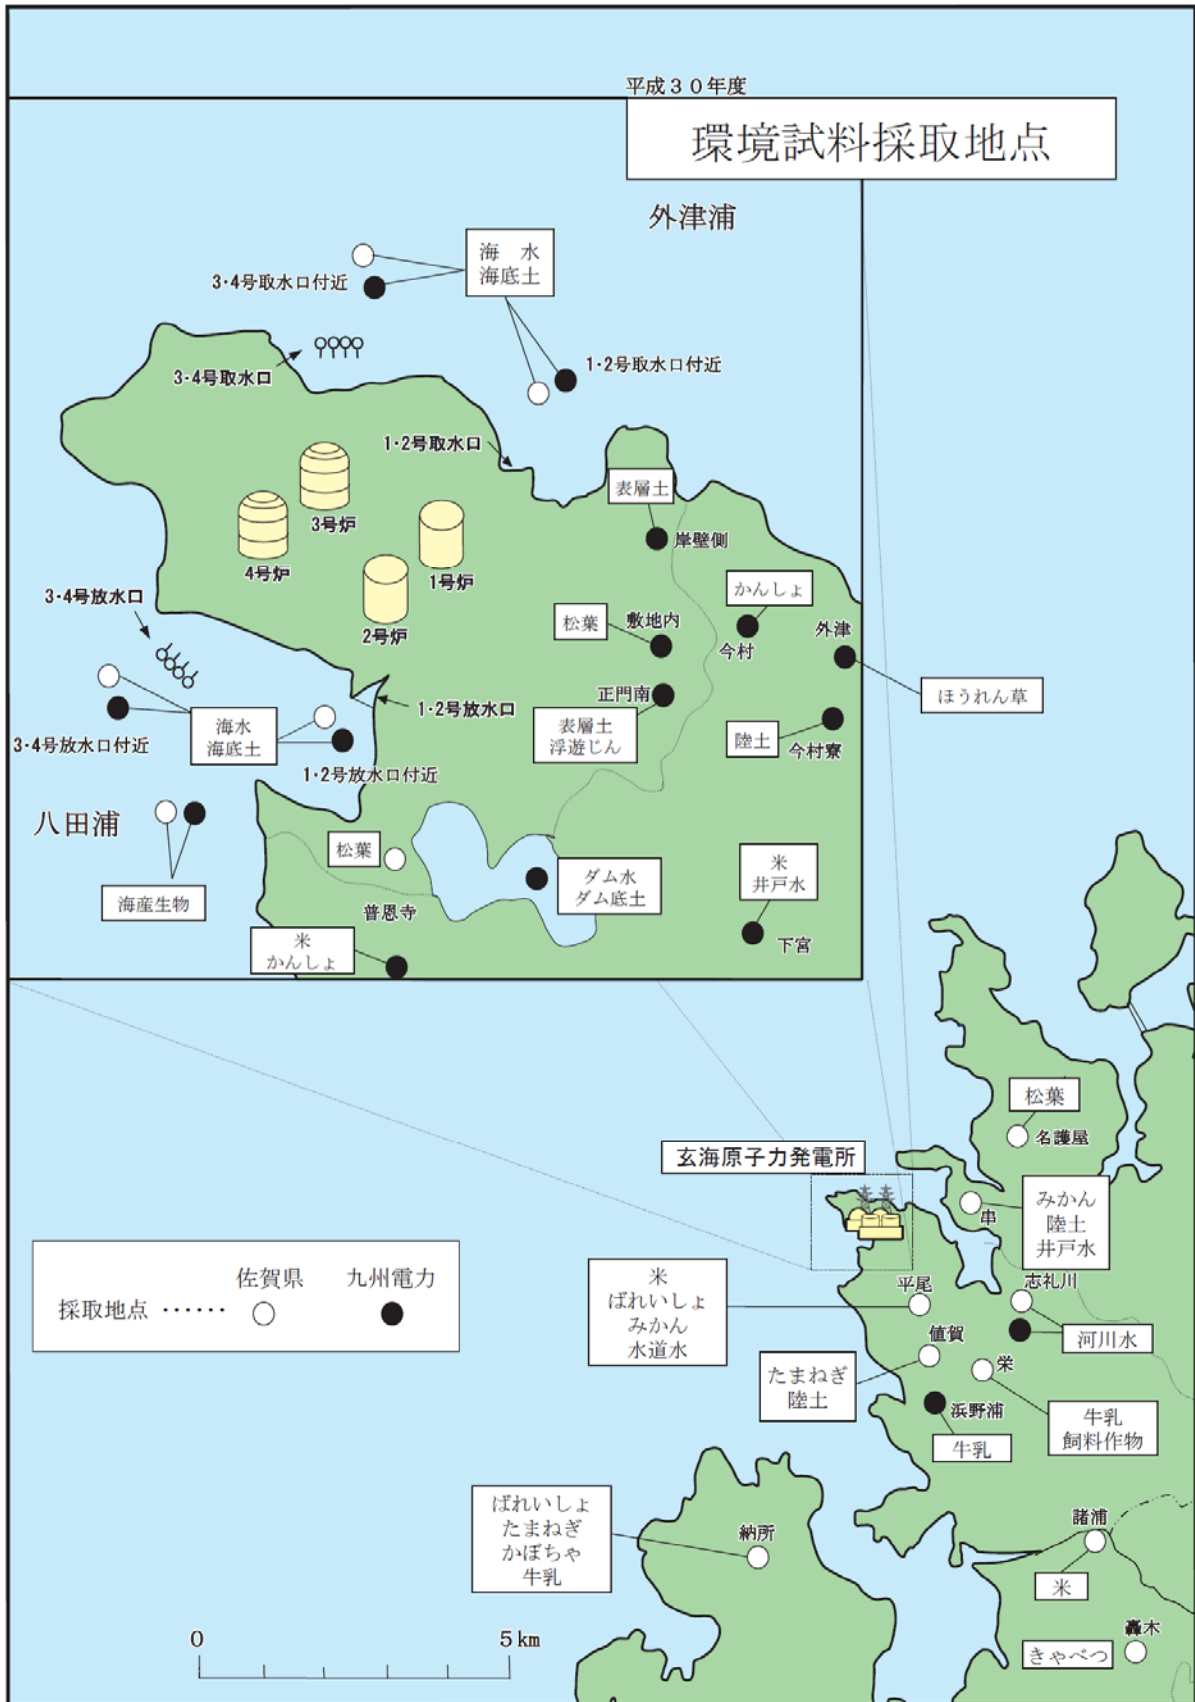 平成３０年度
環境試料採取地点
外津浦
海　水
海底土
3・4号取水口付近
1・2号取水口付近
3・4号取水口
1・2号取水口
表層土
岸壁側
3号炉
4号炉
1号炉
2号炉
かんしょ
今村
松葉
敷地内
外津
ほうれん草
3・4号放水口
正門南
表層土
浮遊じん
陸土
今村寮
1・2号放水口
海水
海底土
3・4号放水口付近
1・2号放水口付近
八田浦
海産生物
松葉
普恩寺
ダム水
ダム底土
米
井戸水
下宮
米
かんしょ
松葉
名護屋
玄海原子力発電所
串
みかん
陸土
井戸水
佐賀県
九州電力
採取地点 ……
米
ばれいしょ
みかん
水道水
平尾
志礼川
河川水
値賀
たまねぎ
陸土
栄
牛乳
飼料作物
浜野浦
牛乳
ばれいしょ
たまねぎ
かぼちゃ
牛乳
納所
諸浦
米
轟木
きゃべつ
0
5㎞